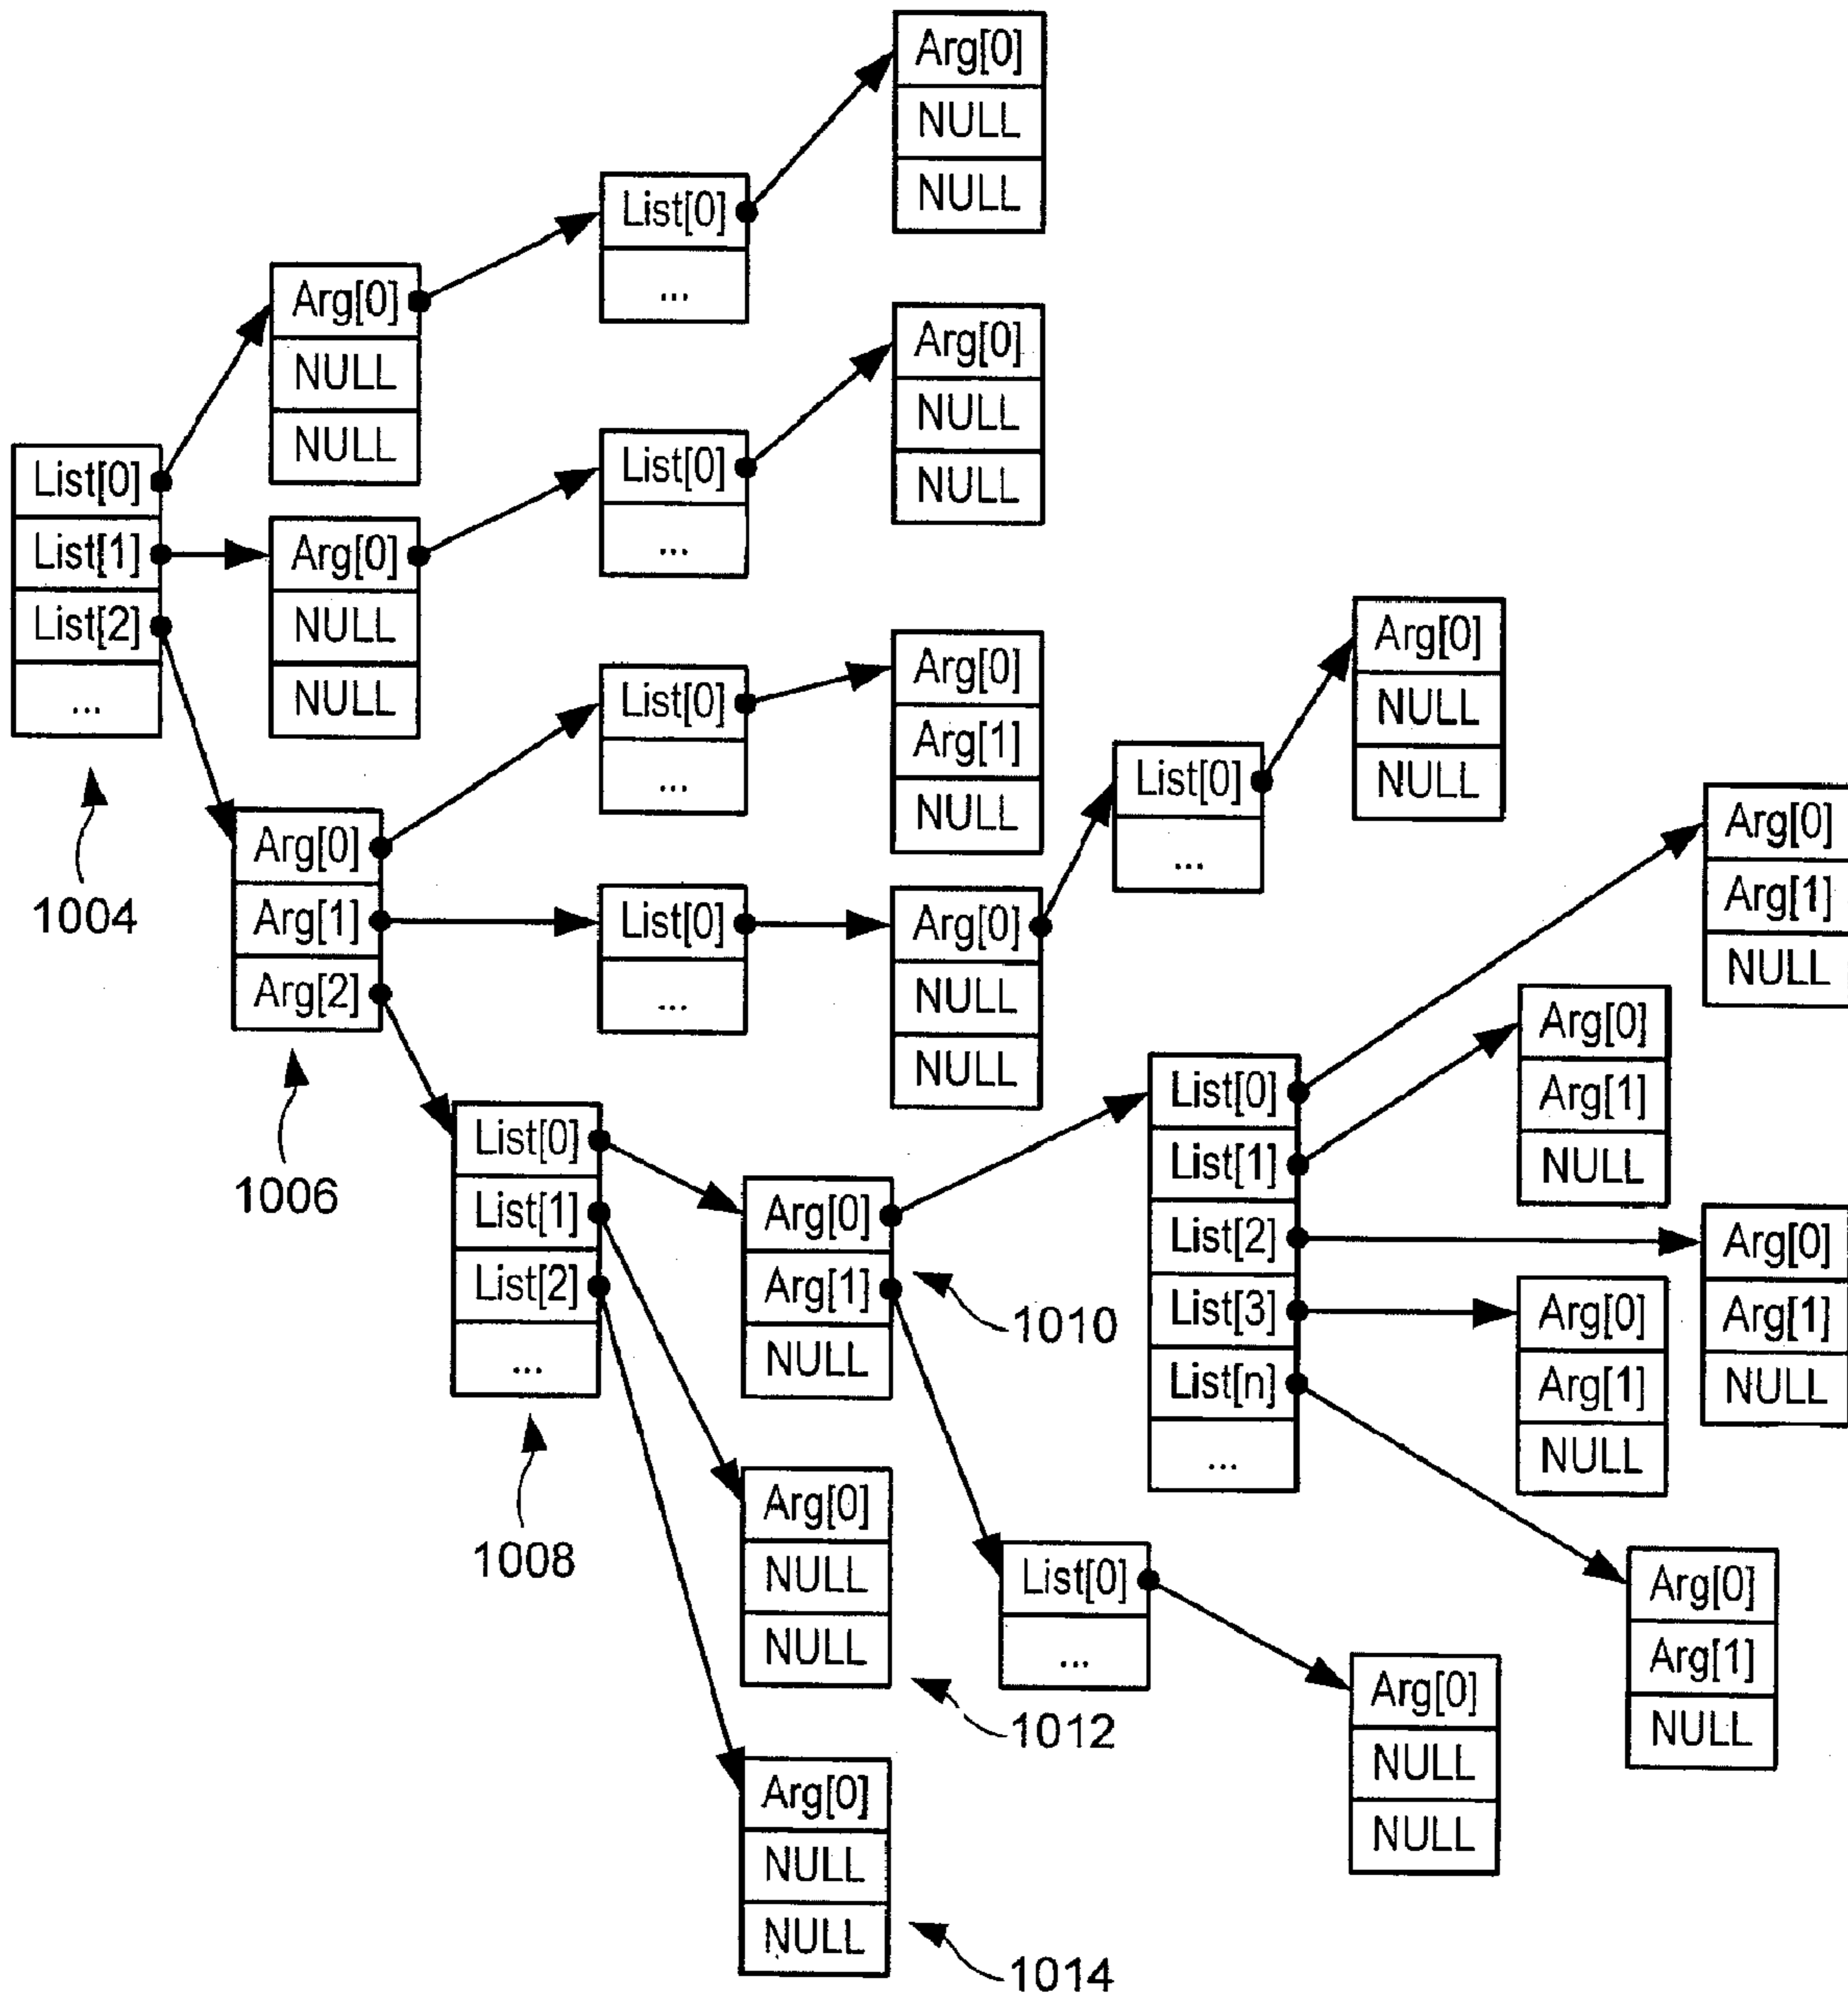 Arg[0]
NULL
NULL
List[0]
...
Arg[0]
NULL
NULL
Arg[0]
NULL
NULL
List[0]
...
List[0]
List[1]
List[2]
...
1004
Arg[0]
NULL
NULL
List[0]
...
Arg[0]
Arg[1]
NULL
Arg[0]
NULL
NULL
List[0]
...
Arg[0]
Arg[1]
Arg[2]
1006
List[0]
...
Arg[0]
NULL
NULL
Arg[0]
Arg[1]
NULL
Arg[0]
Arg[1]
NULL
List[0]
List[1]
List[2]
List[3]
List[n]
...
List[0]
List[1]
List[2]
...
1008
Arg[0]
Arg[1]
NULL
1010
Arg[0]
Arg[1]
NULL
Arg[0]
Arg[1]
NULL
Arg[0]
NULL
NULL
1012
List[0]
...
Arg[0]
Arg[1]
NULL
Arg[0]
NULL
NULL
Arg[0]
NULL
NULL
1014